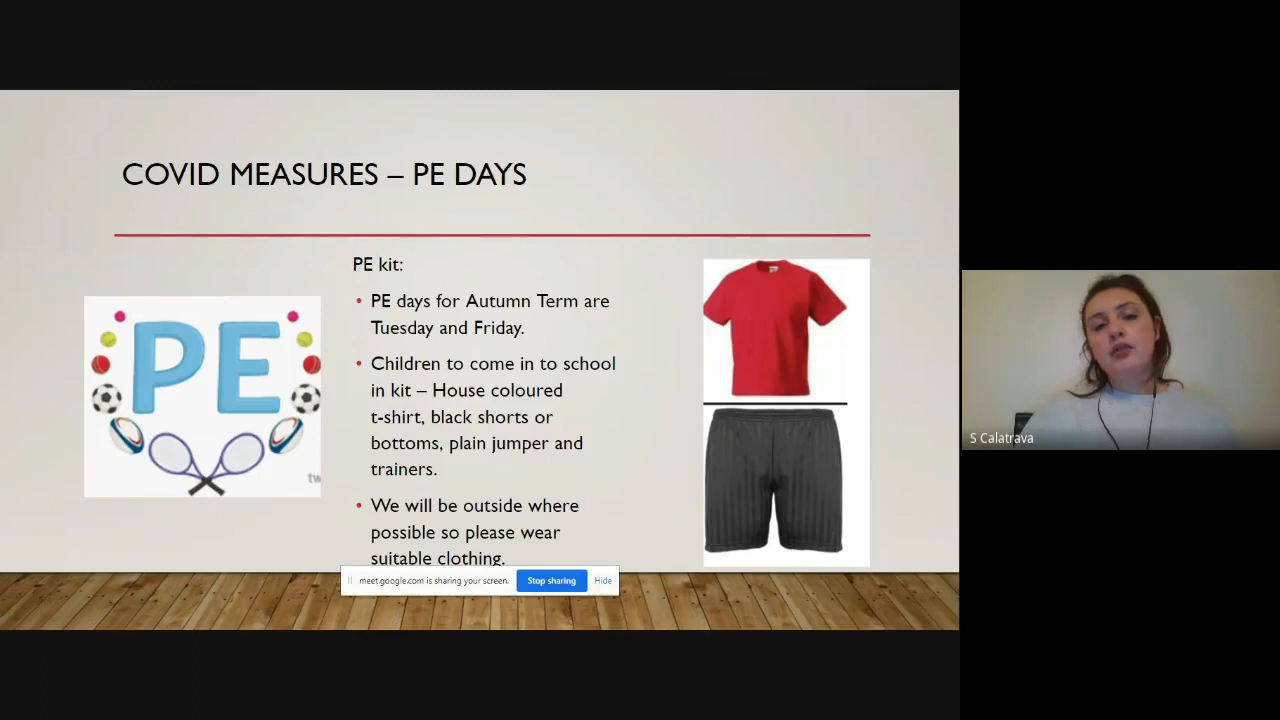 COVID MEASURES – PE DAYS
PE kit:
• PE days for Autumn Term are
Tuesday and Friday.
• Children to come in to school
in kit – House coloured
t-shirt, black shorts or
bottoms, plain jumper and
trainers.
• We will be outside where
possible so please wear
suitable clothing.
PE
tw
meet.google.com is sharing your screen.
Stop sharing
Hide
S Calatrava